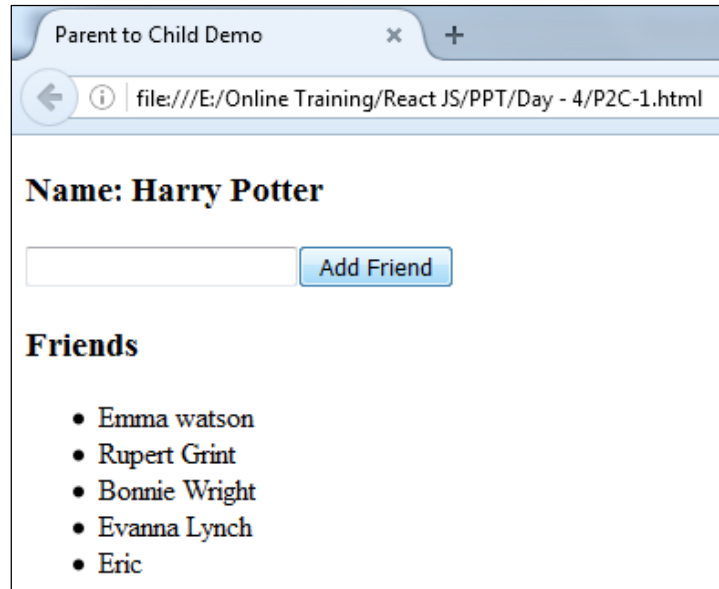 Parent to Child Demo
file:///E:/Online Training/React JS/PPT/Day - 4/P2C-1.html
Name: Harry Potter
Add Friend
Friends
Emma watson
Rupert Grint
Bonnie Wright
Evanna Lynch
Eric